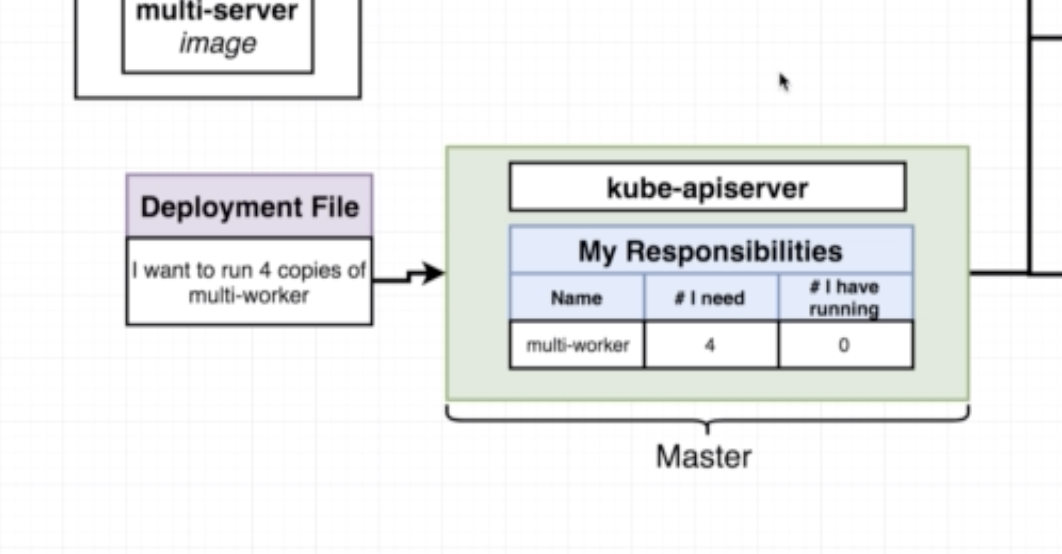 multi-server
image
Deployment File
I want to run 4 copies of
multi-worker
kube-apiserver
My Responsibilities
Name
# I need
# I have
running
multi-worker
4
0
Master